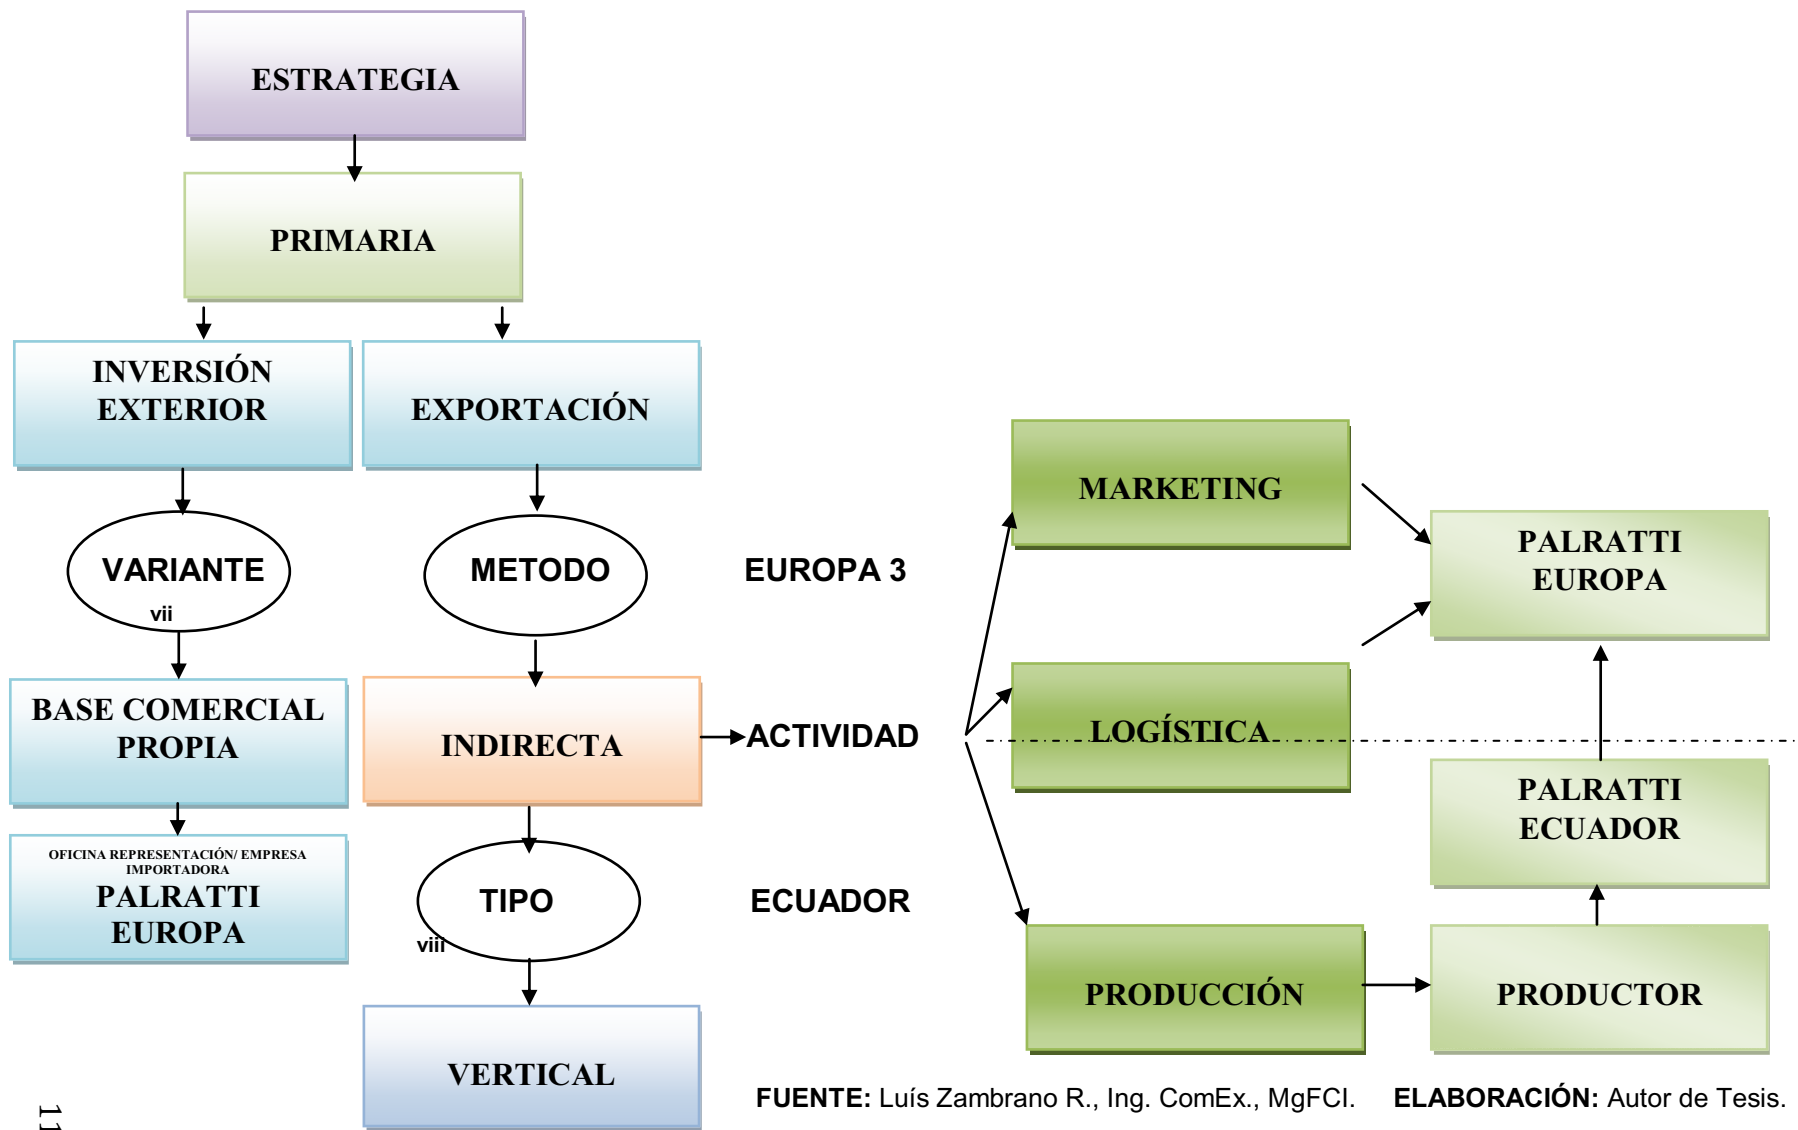 ESTRATEGIA
PRIMARIA
INVERSIÓN
EXTERIOR
EXPORTACIÓN
VARIANTE
vii
METODO
EUROPA 3
BASE COMERCIAL
PROPIA
INDIRECTA
ACTIVIDAD
OFICINA REPRESENTACIÓN/ EMPRESA
IMPORTADORA
PALRATTI
EUROPA
TIPO
viii
ECUADOR
VERTICAL
MARKETING
LOGÍSTICA
PRODUCCIÓN
PALRATTI
EUROPA
PALRATTI
ECUADOR
PRODUCTOR
FUENTE: Luís Zambrano R., Ing. ComEx., MgFCI. ELABORACIÓN: Autor de Tesis.
11